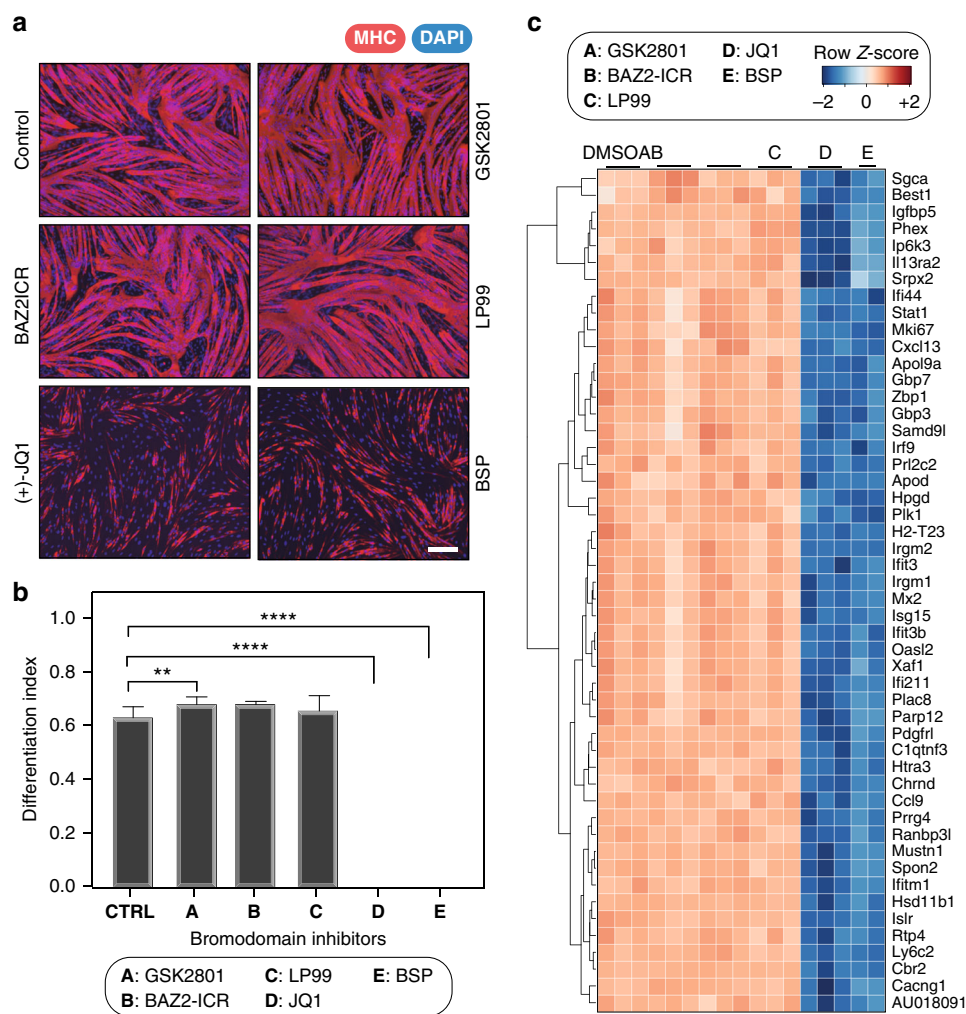 a
MHC DAPI
Control
GSK2801
BAZ2ICR
LP99
(+)-JQ1
BSP
b
1.0
0.8
0.6
0.4
0.2
0.0
Differentiation index
**
****
****
CTRL A B C D E
Bromodomain inhibitors
A: GSK2801 C: LP99 E: BSP
B: BAZ2-ICR D: JQ1
c
A: GSK2801 D: JQ1
B: BAZ2-ICR E: BSP
C: LP99
Row Z-score
–2 0 +2
DMSOAB C D E
Sgca
Best1
Igfbp5
Phex
Ip6k3
Il13ra2
Srpx2
Ifi44
Stat1
Mki67
Cxcl13
Apol9a
Gbp7
Zbp1
Gbp3
Samd9l
Irf9
Prl2c2
Apod
Hpgd
Plk1
H2-T23
Irgm2
Ifit3
Irgm1
Mx2
Isg15
Ifit3b
Oasl2
Xaf1
Ifi211
Plac8
Parp12
Pdgfrl
C1qtnf3
Htra3
Chrnd
Ccl9
Prrg4
Ranbp3l
Mustn1
Spon2
Ifitm1
Hsd11b1
Islr
Rtp4
Ly6c2
Cbr2
Cacng1
AU018091